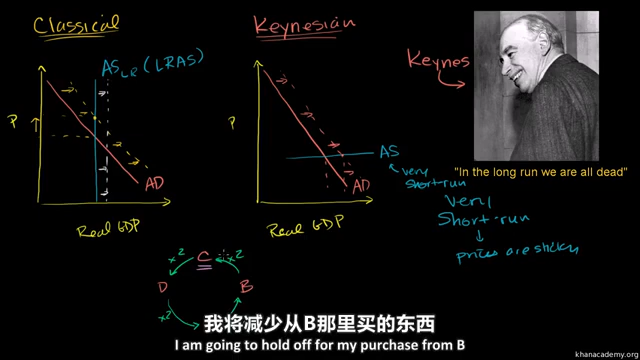 Classical
Keynesian
AS LR (LRAS)
Keynes
P
P
AS
very
short-run
AD
AD
Real GDP
Real GDP
"In the long run we are all dead"
Very
Short-run
prices are sticky
x2
C
x2
D
B
x2
我将减少从B那里买的东西
I am going to hold off for my purchase from B
khanacademy.org